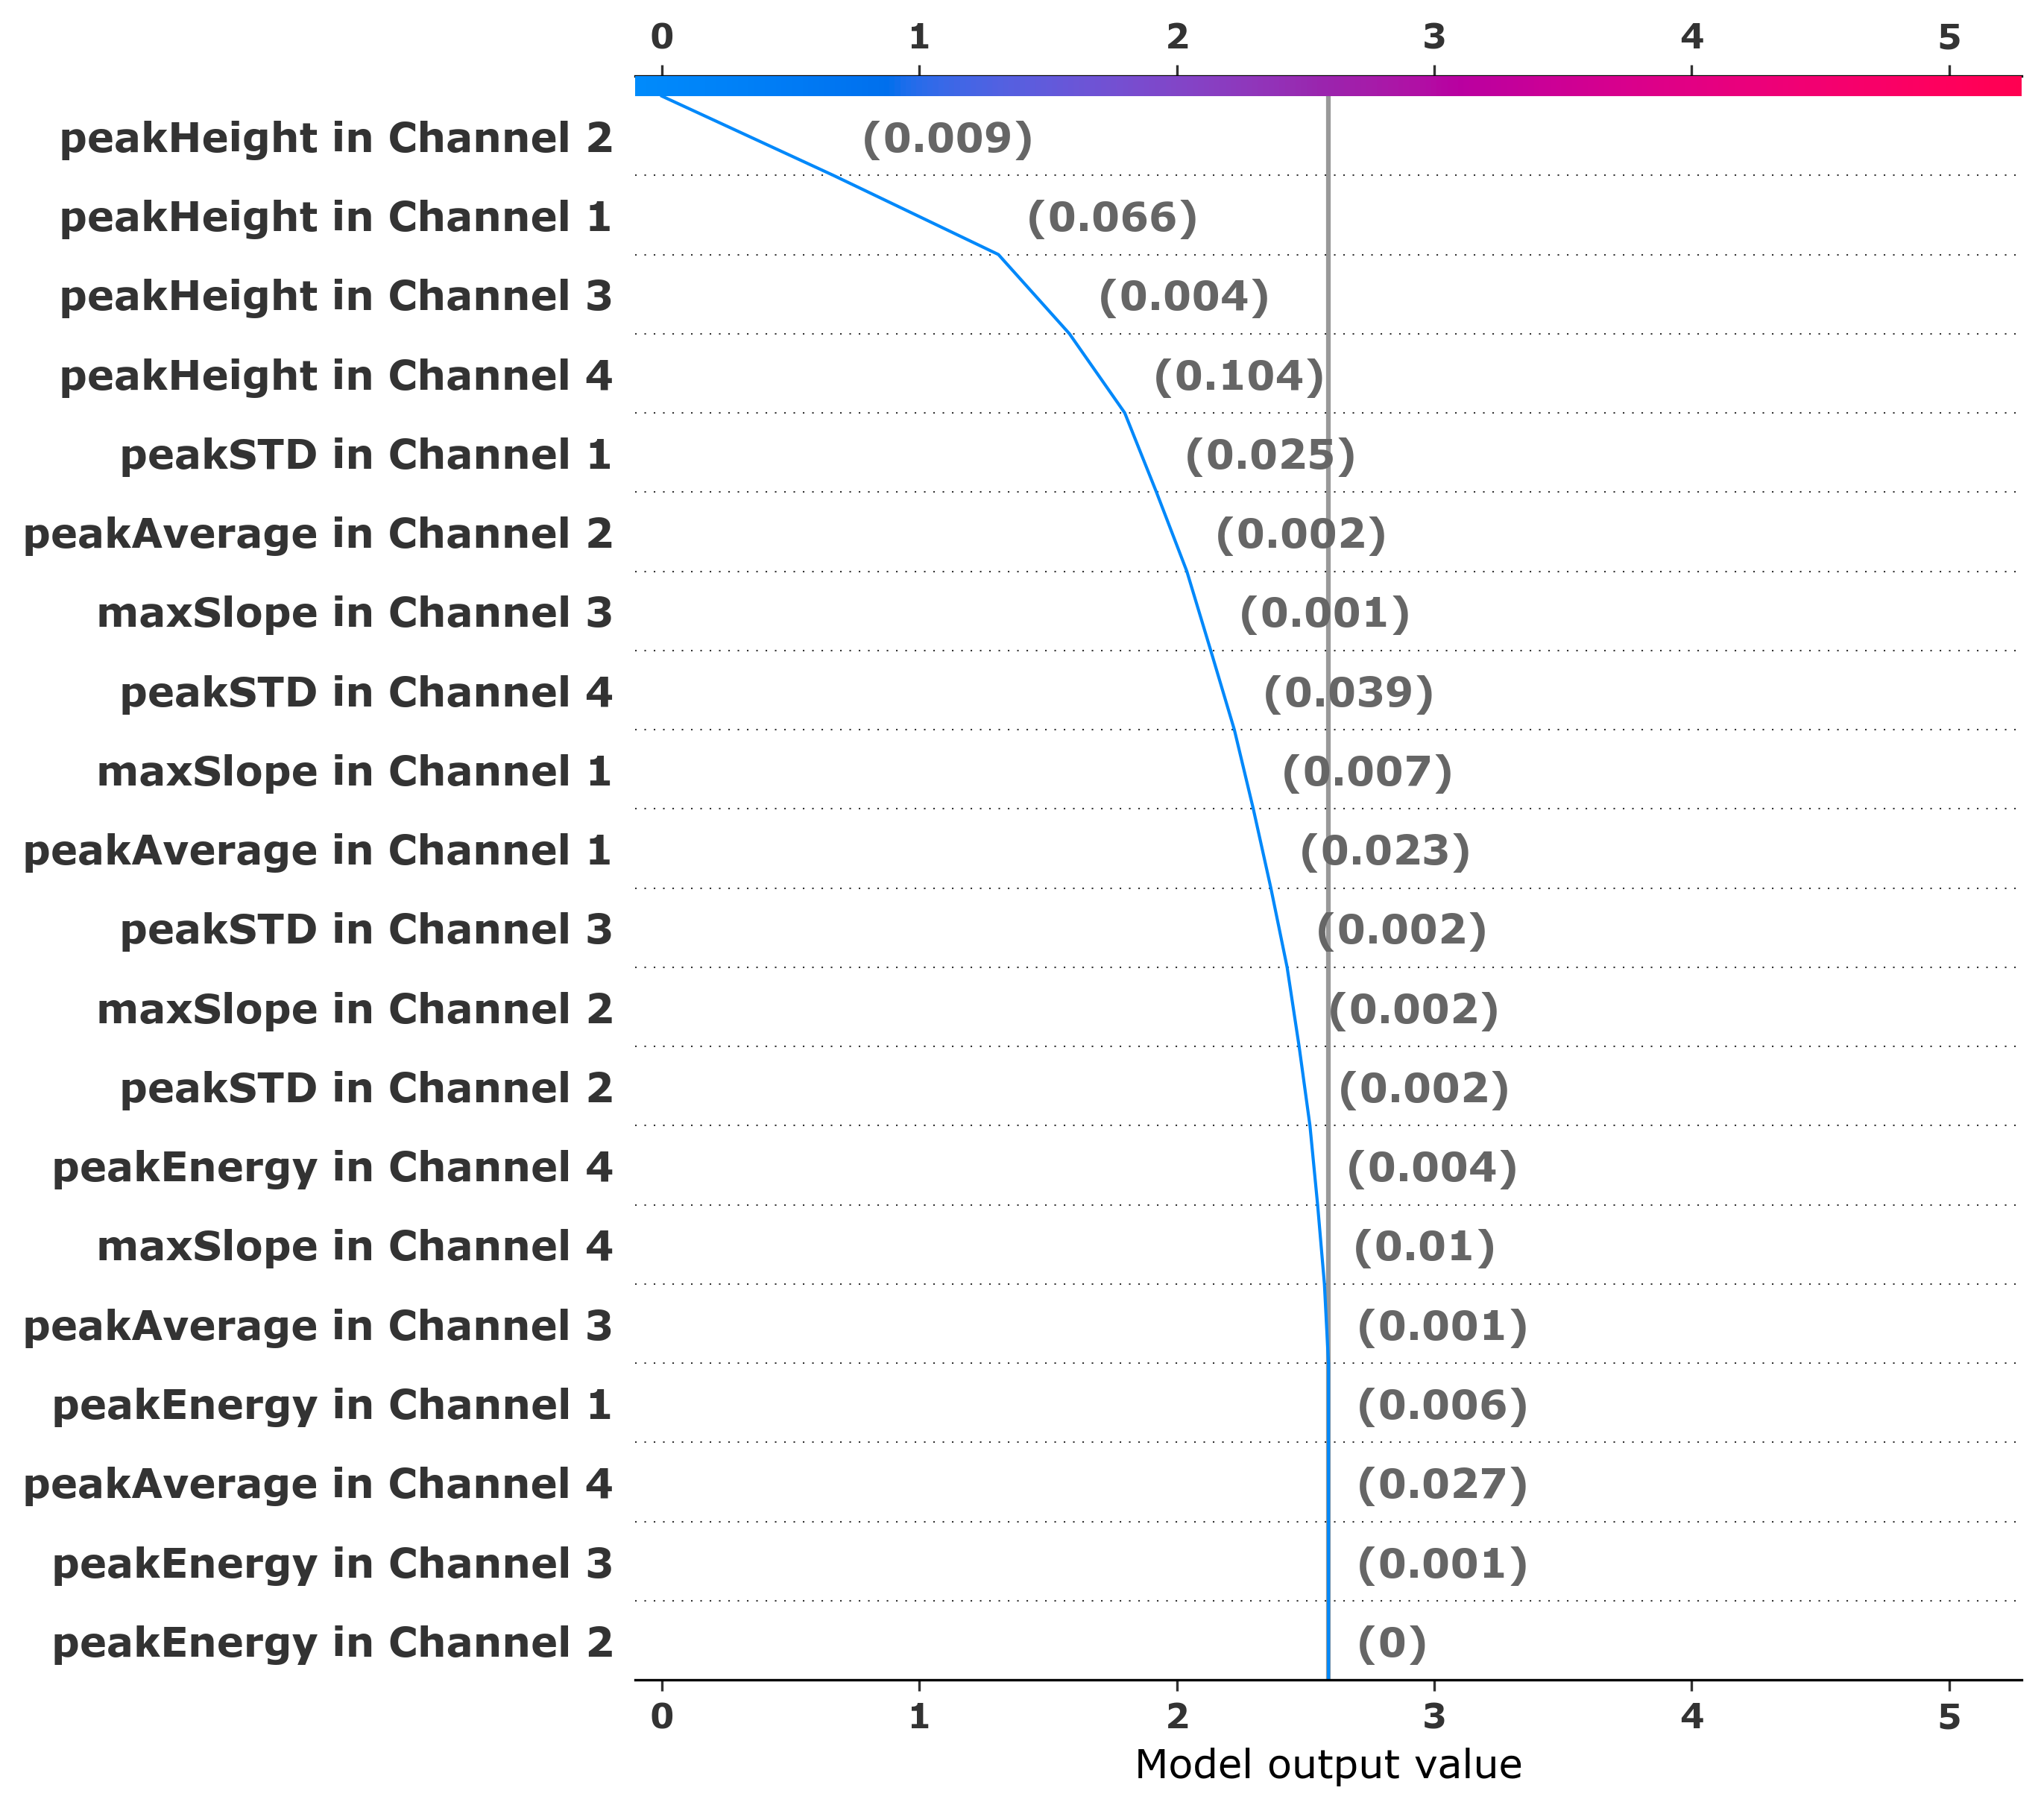 0 1 2 3 4 5
peakHeight in Channel 2 (0.009)
peakHeight in Channel 1 (0.066)
peakHeight in Channel 3 (0.004)
peakHeight in Channel 4 (0.104)
peakSTD in Channel 1 (0.025)
peakAverage in Channel 2 (0.002)
maxSlope in Channel 3 (0.001)
peakSTD in Channel 4 (0.039)
maxSlope in Channel 1 (0.007)
peakAverage in Channel 1 (0.023)
peakSTD in Channel 3 (0.002)
maxSlope in Channel 2 (0.002)
peakSTD in Channel 2 (0.002)
peakEnergy in Channel 4 (0.004)
maxSlope in Channel 4 (0.01)
peakAverage in Channel 3 (0.001)
peakEnergy in Channel 1 (0.006)
peakAverage in Channel 4 (0.027)
peakEnergy in Channel 3 (0.001)
peakEnergy in Channel 2 (0)
0 1 2 3 4 5
Model output value